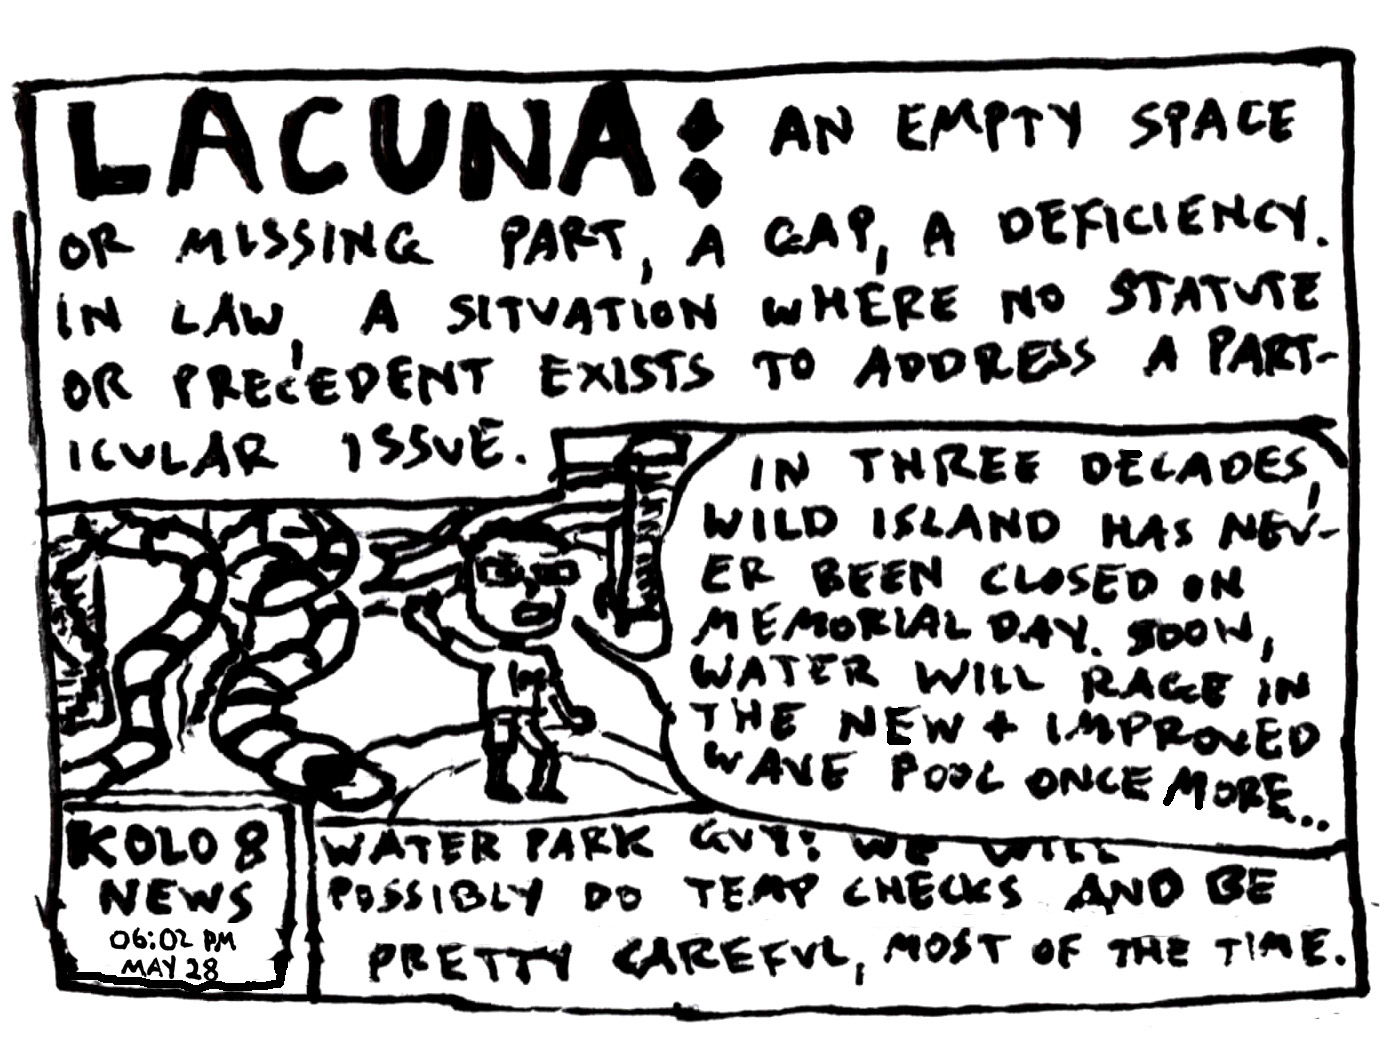 LACUNA: AN EMPTY SPACE
OR MISSING PART, A GAP, A DEFICIENCY.
IN LAW, A SITUATION WHERE NO STATUTE
OR PRECEDENT EXISTS TO ADDRESS A PART-
ICULAR ISSUE.
IN THREE DECADES,
WILD ISLAND HAS NEV-
ER BEEN CLOSED ON
MEMORIAL DAY. SOON,
WATER WILL RAGE IN
THE NEW + IMPROVED
WAVE POOL ONCE MORE...
KOLO 8
NEWS
06:02 PM
MAY 28
WATER PARK GUY: WE WILL
POSSIBLY DO TEMP CHECKS AND BE
PRETTY CAREFUL, MOST OF THE TIME.